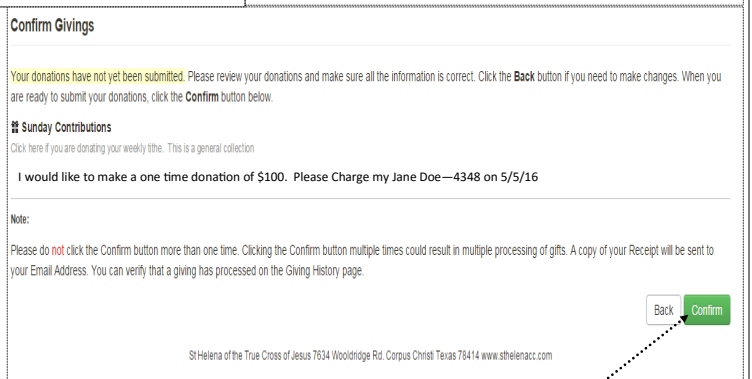 Confirm Givings
Your donations have not yet been submitted. Please review your donations and make sure all the information is correct. Click the Back button if you need to make changes. When you
are ready to submit your donations, click the Confirm button below.
Sunday Contributions
Click here if you are donating your weekly tithe. This is a general collection
I would like to make a one time donation of $100. Please Charge my Jane Doe—4348 on 5/5/16
Note:
Please do not click the Confirm button more than one time. Clicking the Confirm button multiple times could result in multiple processing of gifts. A copy of your Receipt will be sent to
your Email Address. You can verify that a giving has processed on the Giving History page.
Back Confirm
St Helena of the True Cross of Jesus 7634 Wooldridge Rd. Corpus Christi Texas 78414 www.sthelenacc.com